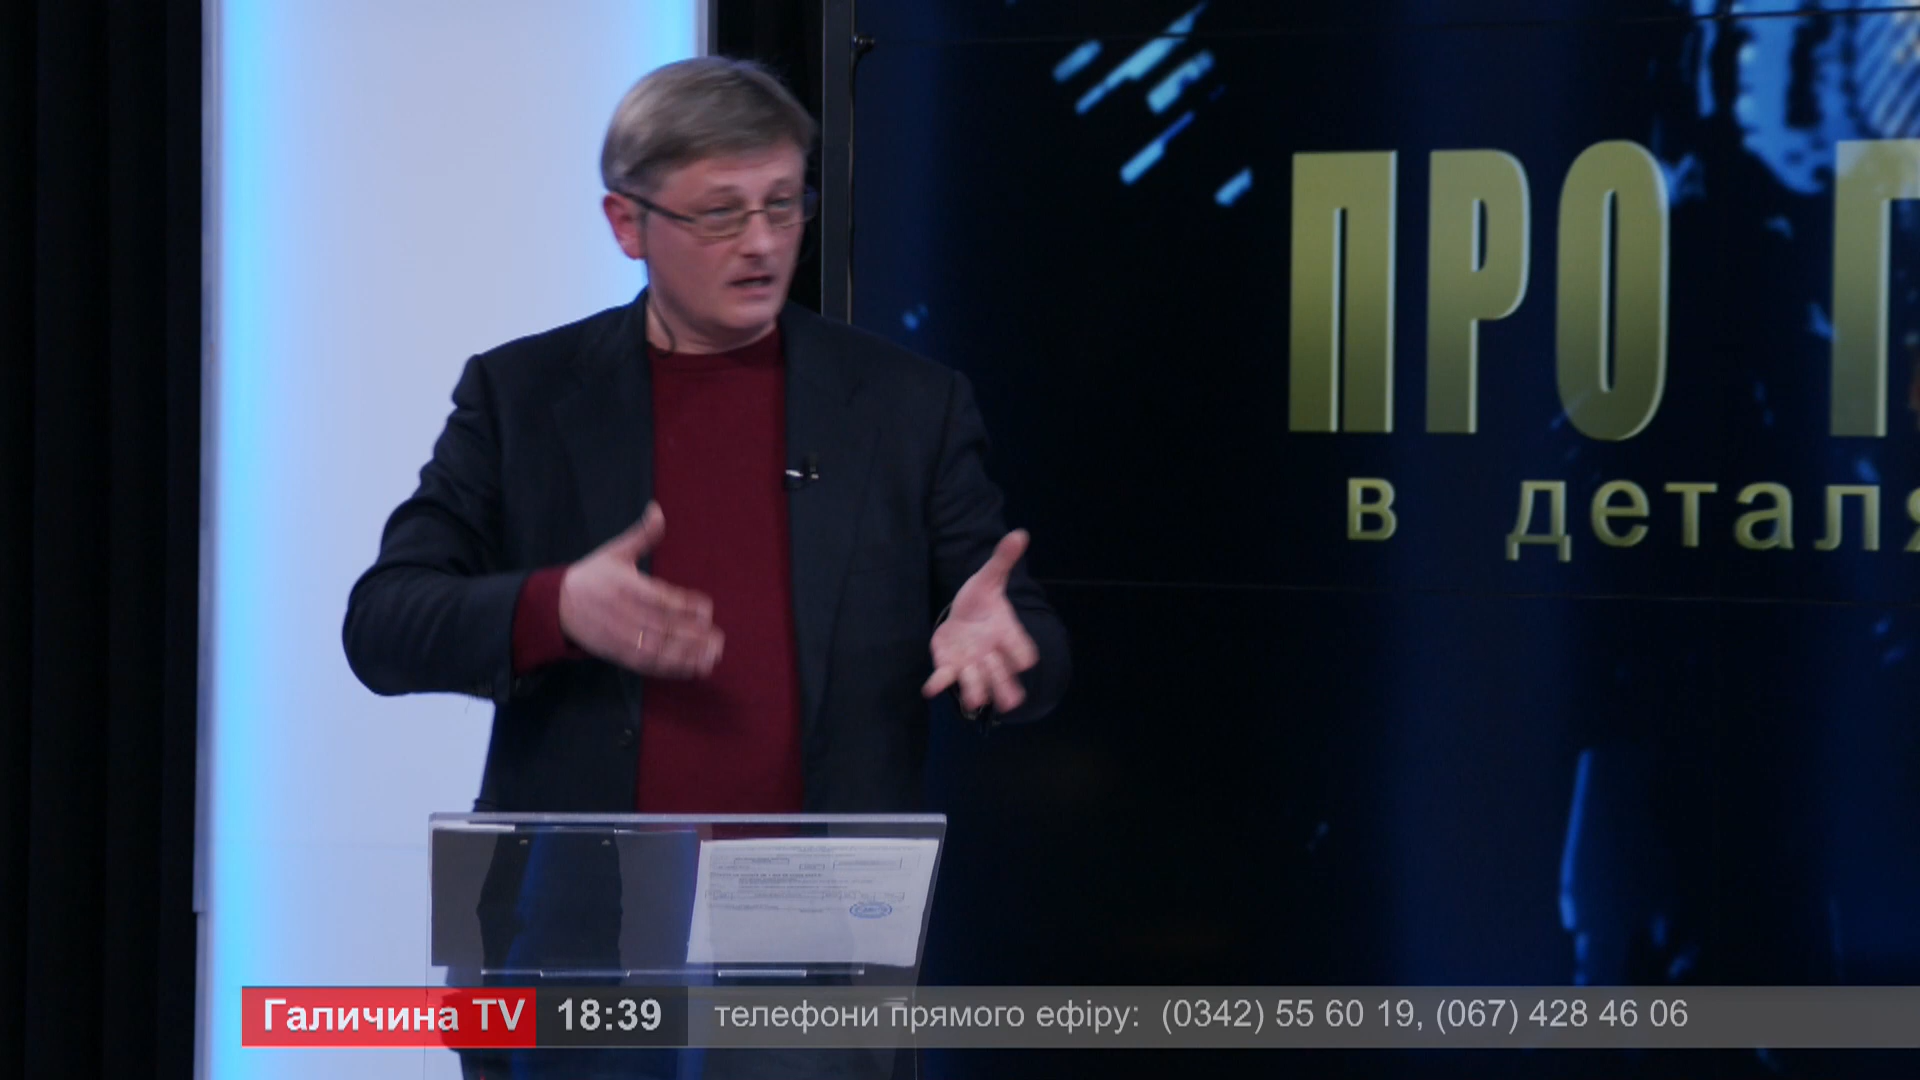 ПРО Г
в деталя
Галичина TV 18:39 телефони прямого ефіру: (0342) 55 60 19, (067) 428 46 06